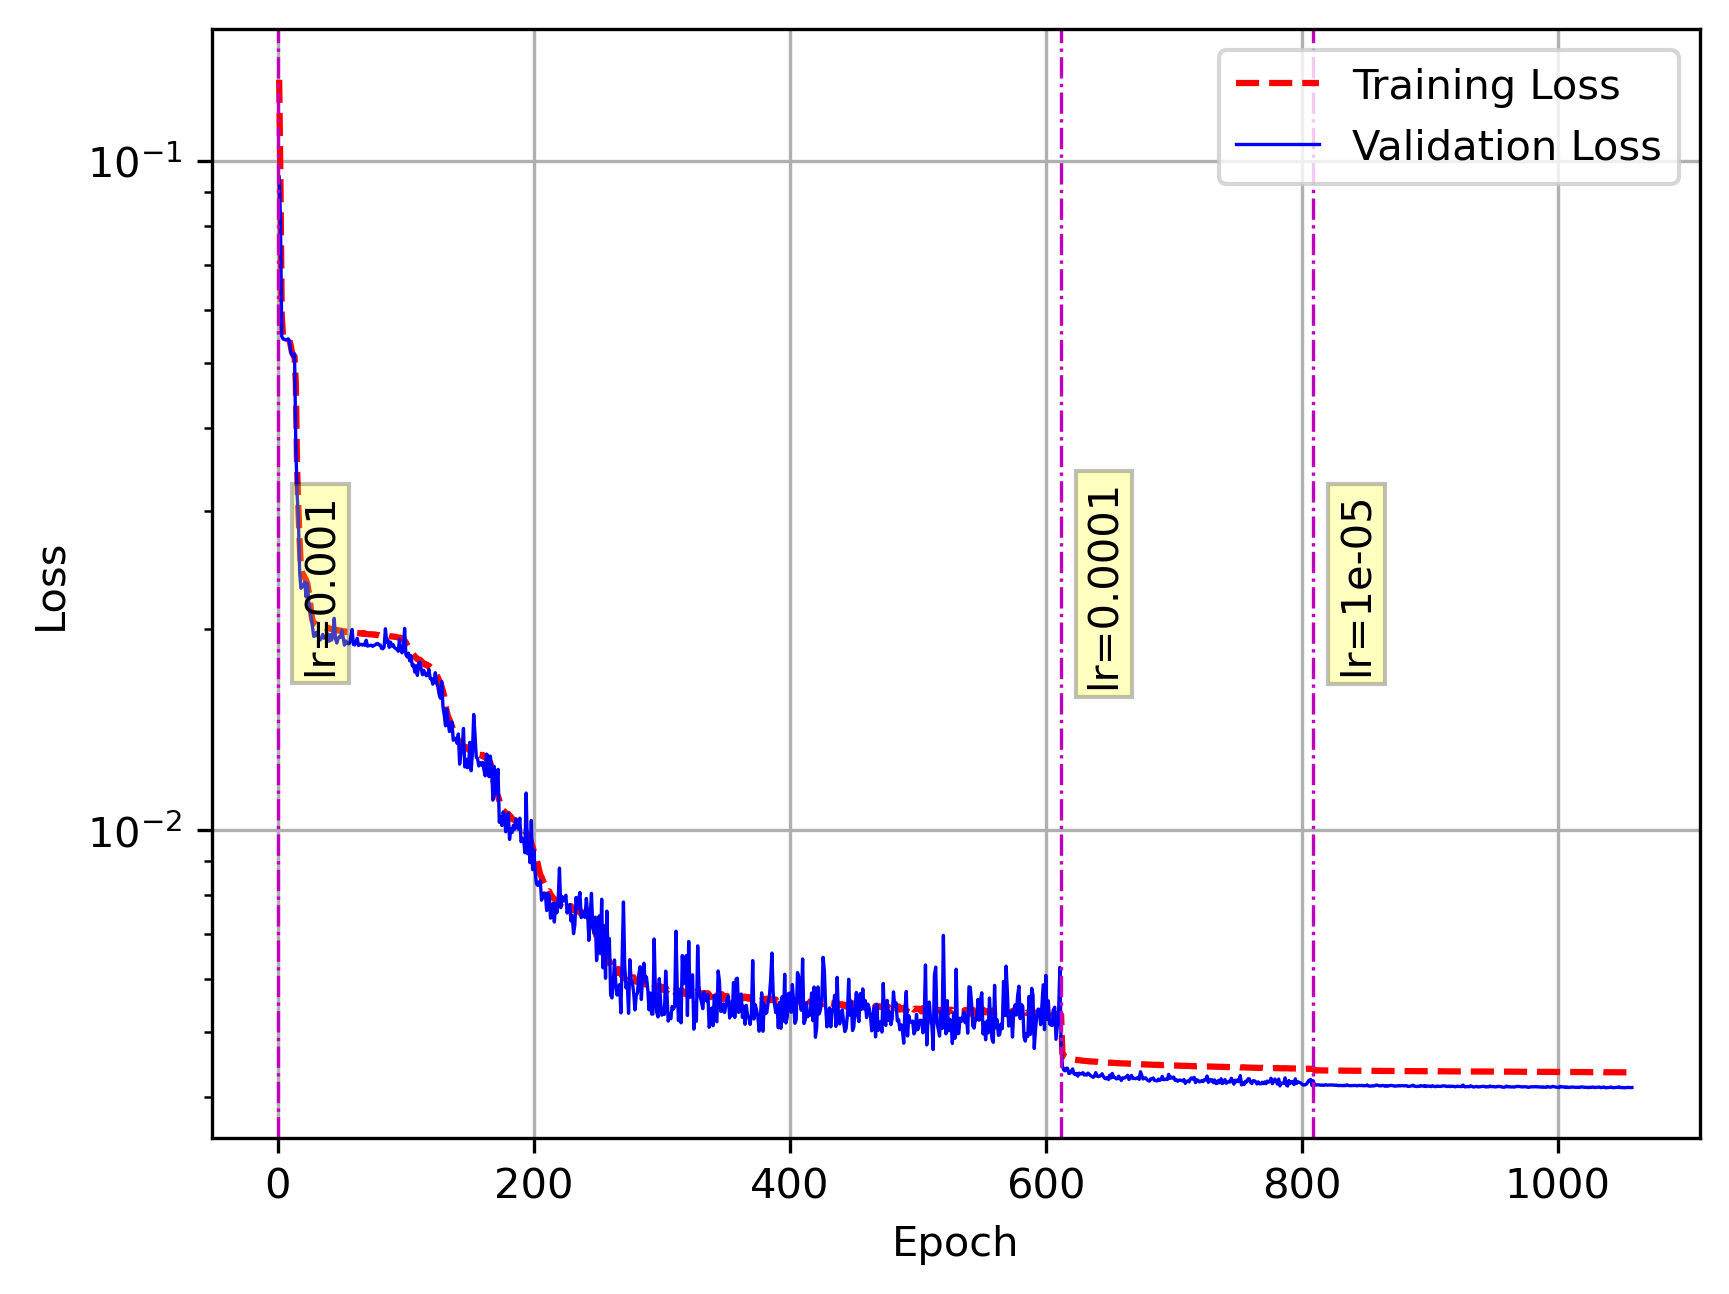 Training Loss
Validation Loss
10⁻¹
10⁻²
Loss
lr=0.001
lr=0.0001
lr=1e-05
0 200 400 600 800 1000
Epoch